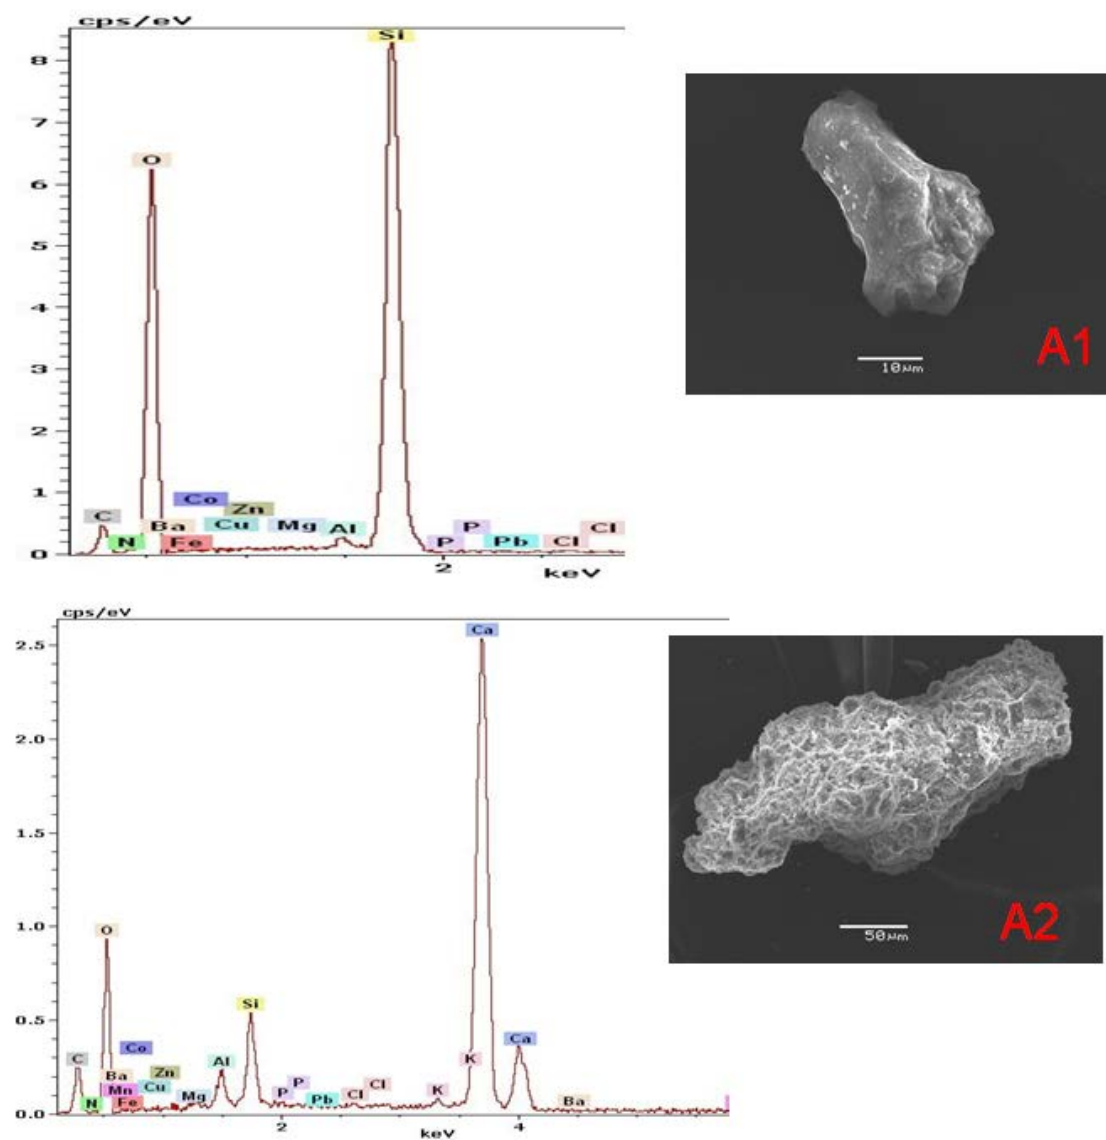 cps/eV
Si
8
7
O
6
5
4
3
2
Co
Zn
1
C
Ba
Cu
Mg
Al
P
Cl
N
Fe
P
Pb
Cl
0
2
keV
A1
10µm
cps/eV
Ca
2.5
2.0
1.5
1.0
O
0.5
Si
Co
Ca
C
Ba
Zn
Al
K
Mn
Cu
P
Cl
N
Fe
Mg
P
Pb
Cl
K
Ba
0.0
2
keV
4
A2
50µm